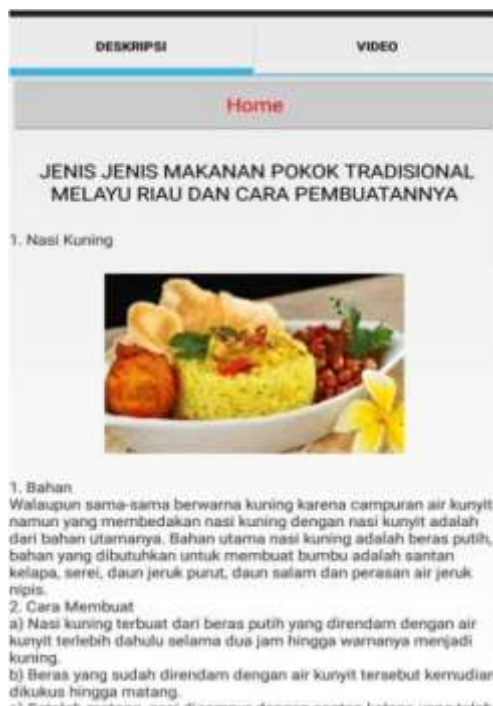 DESKRIPSI
VIDEO
Home
JENIS JENIS MAKANAN POKOK TRADISIONAL
MELAYU RIAU DAN CARA PEMBUATANNYA
1. Nasi Kuning
1. Bahan
Walaupun sama-sama berwarna kuning karena campuran air kunyit
namun yang membedakan nasi kuning dengan nasi kunyit adalah
dari bahan utamanya. Bahan utama nasi kuning adalah beras putih,
bahan yang dibutuhkan untuk membuat bumbu adalah santan
kelapa, serei, daun jeruk purut, daun salam dan perasan air jeruk
nipis.
2. Cara Membuat
a) Nasi kuning terbuat dari beras putih yang direndam dengan air
kunyit terlebih dahulu selama dua jam hingga warnanya menjadi
kuning.
b) Beras yang sudah direndam dengan air kunyit tersebut kemudian
dikukus hingga matang.